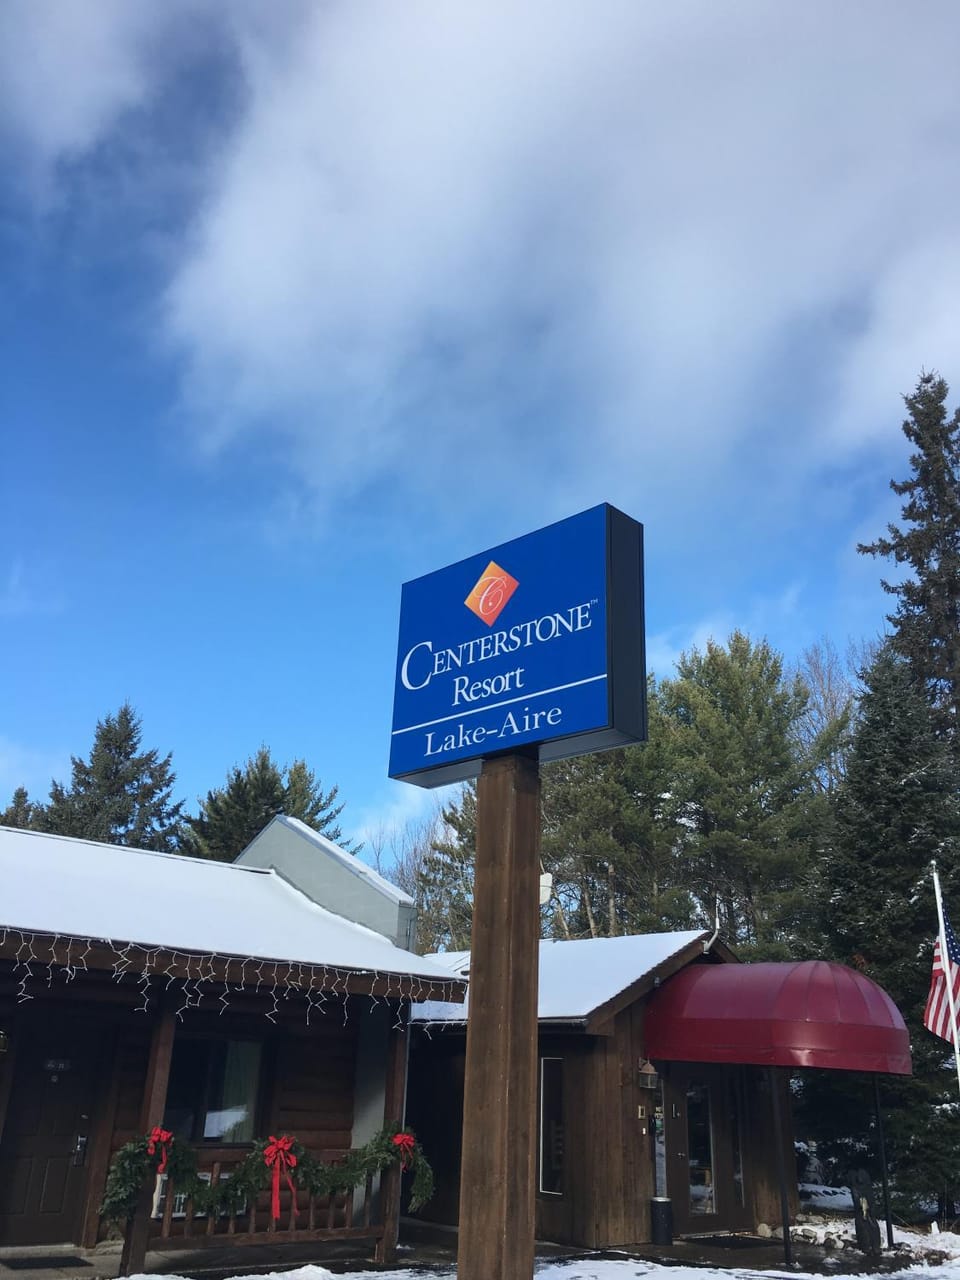 C
CENTERSTONE™
Resort
Lake-Aire